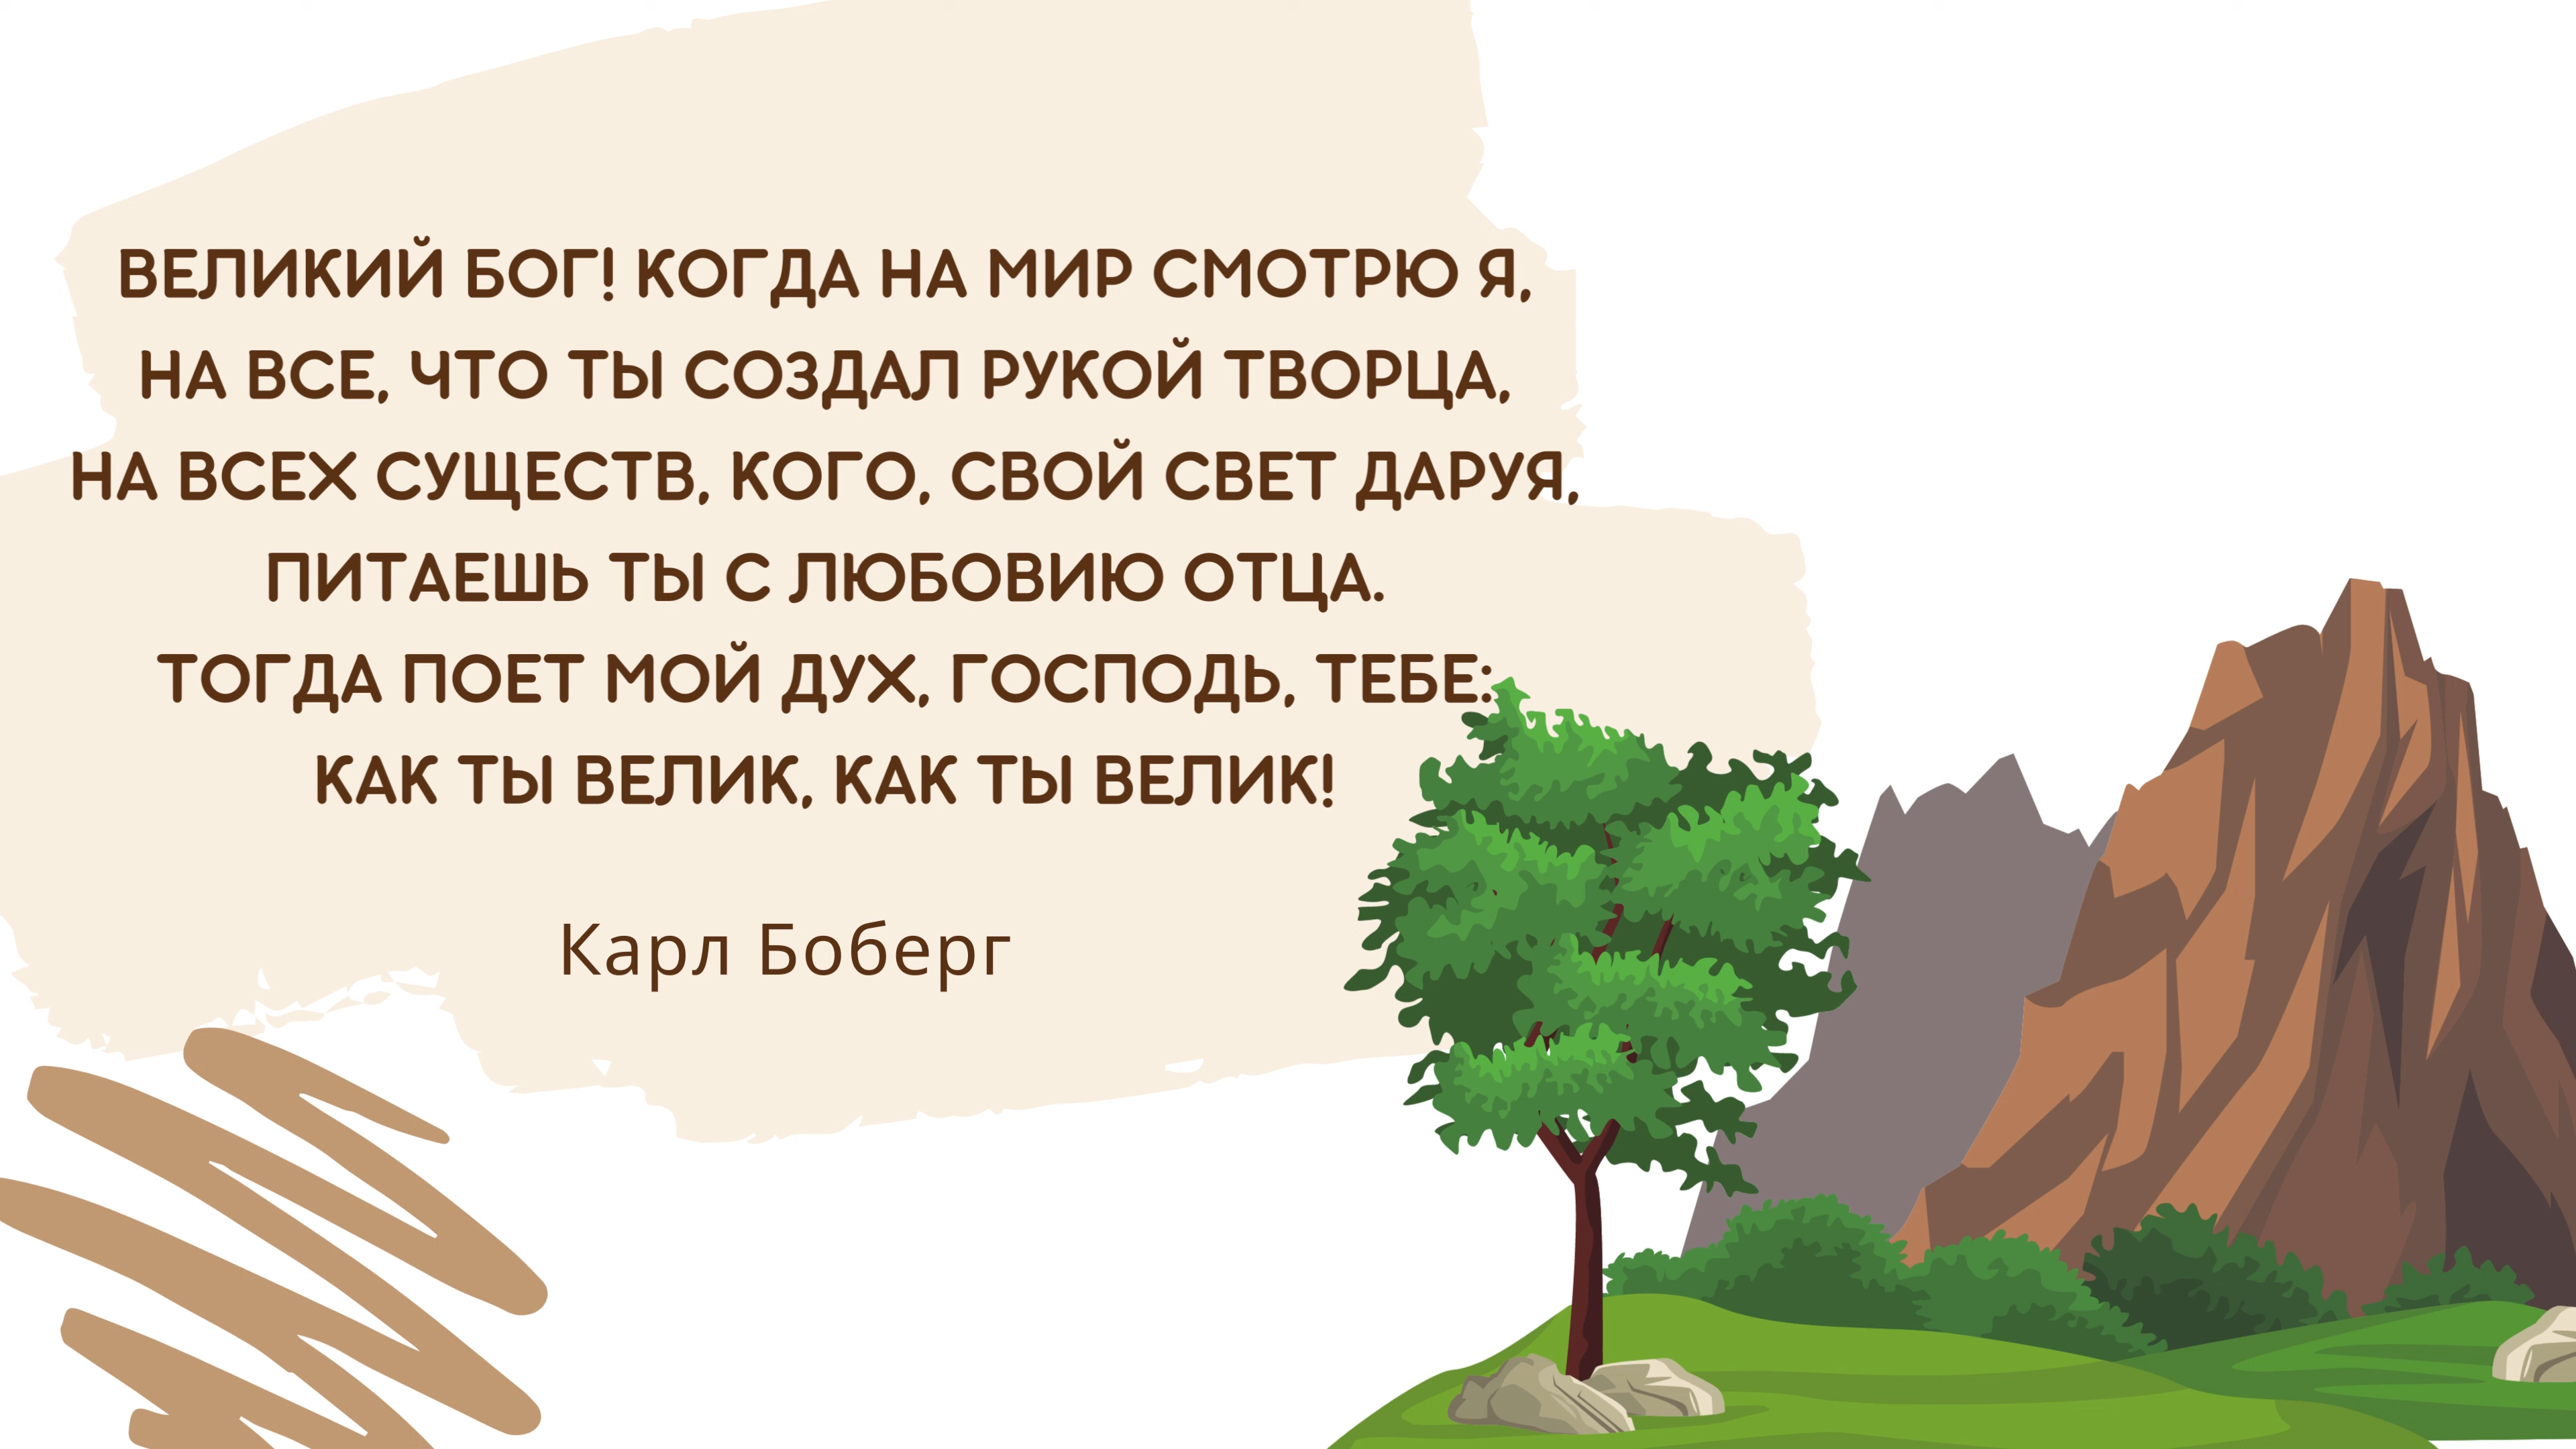 ВЕЛИКИЙ БОГ! КОГДА НА МИР СМОТРЮ Я,
НА ВСЕ, ЧТО ТЫ СОЗДАЛ РУКОЙ ТВОРЦА,
НА ВСЕХ СУЩЕСТВ, КОГО, СВОЙ СВЕТ ДАРУЯ,
ПИТАЕШЬ ТЫ С ЛЮБОВИЮ ОТЦА.
ТОГДА ПОЕТ МОЙ ДУХ, ГОСПОДЬ, ТЕБЕ:
КАК ТЫ ВЕЛИК, КАК ТЫ ВЕЛИК!
Карл Боберг